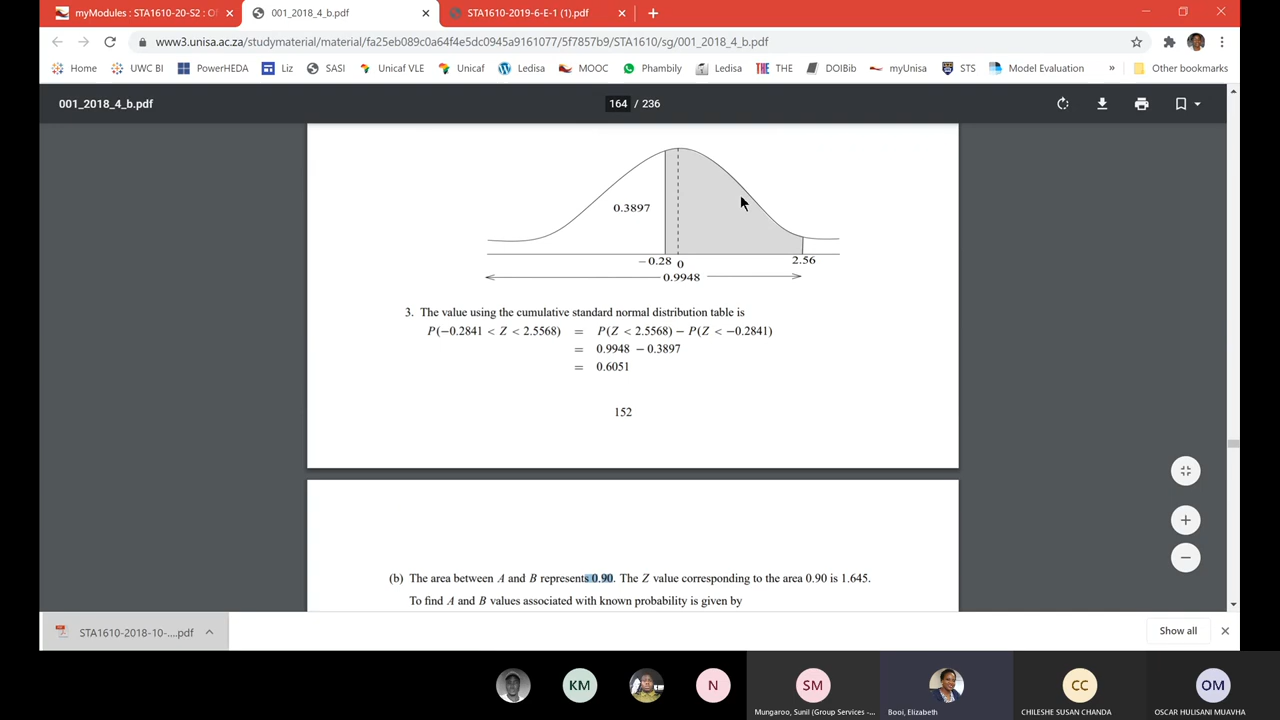 myModules : STA1610-20-S2 : Of
001_2018_4_b.pdf
STA1610-2019-6-E-1 (1).pdf
www3.unisa.ac.za/studymaterial/material/fa25eb089c0a64f4e5dc0945a9161077/5f7857b9/STA1610/sg/001_2018_4_b.pdf
Home UWC BI PowerHEDA Liz SASI Unicaf VLE Unicaf Ledisa MOOC Phambily Ledisa THE DOIBib myUnisa STS Model Evaluation » Other bookmarks
001_2018_4_b.pdf
164 / 236
0.3897
−0.28 0 2.56
0.9948
3. The value using the cumulative standard normal distribution table is
P(−0.2841 < Z < 2.5568) = P(Z < 2.5568) − P(Z < −0.2841)
= 0.9948 − 0.3897
= 0.6051
152
(b) The area between A and B represents 0.90. The Z value corresponding to the area 0.90 is 1.645.
To find A and B values associated with known probability is given by
STA1610-2018-10-....pdf
Show all
KM N SM CC OM
Mungaroo, Sunil (Group Services -... Booi, Elizabeth CHILESHE SUSAN CHANDA OSCAR HULISANI MUAVHA